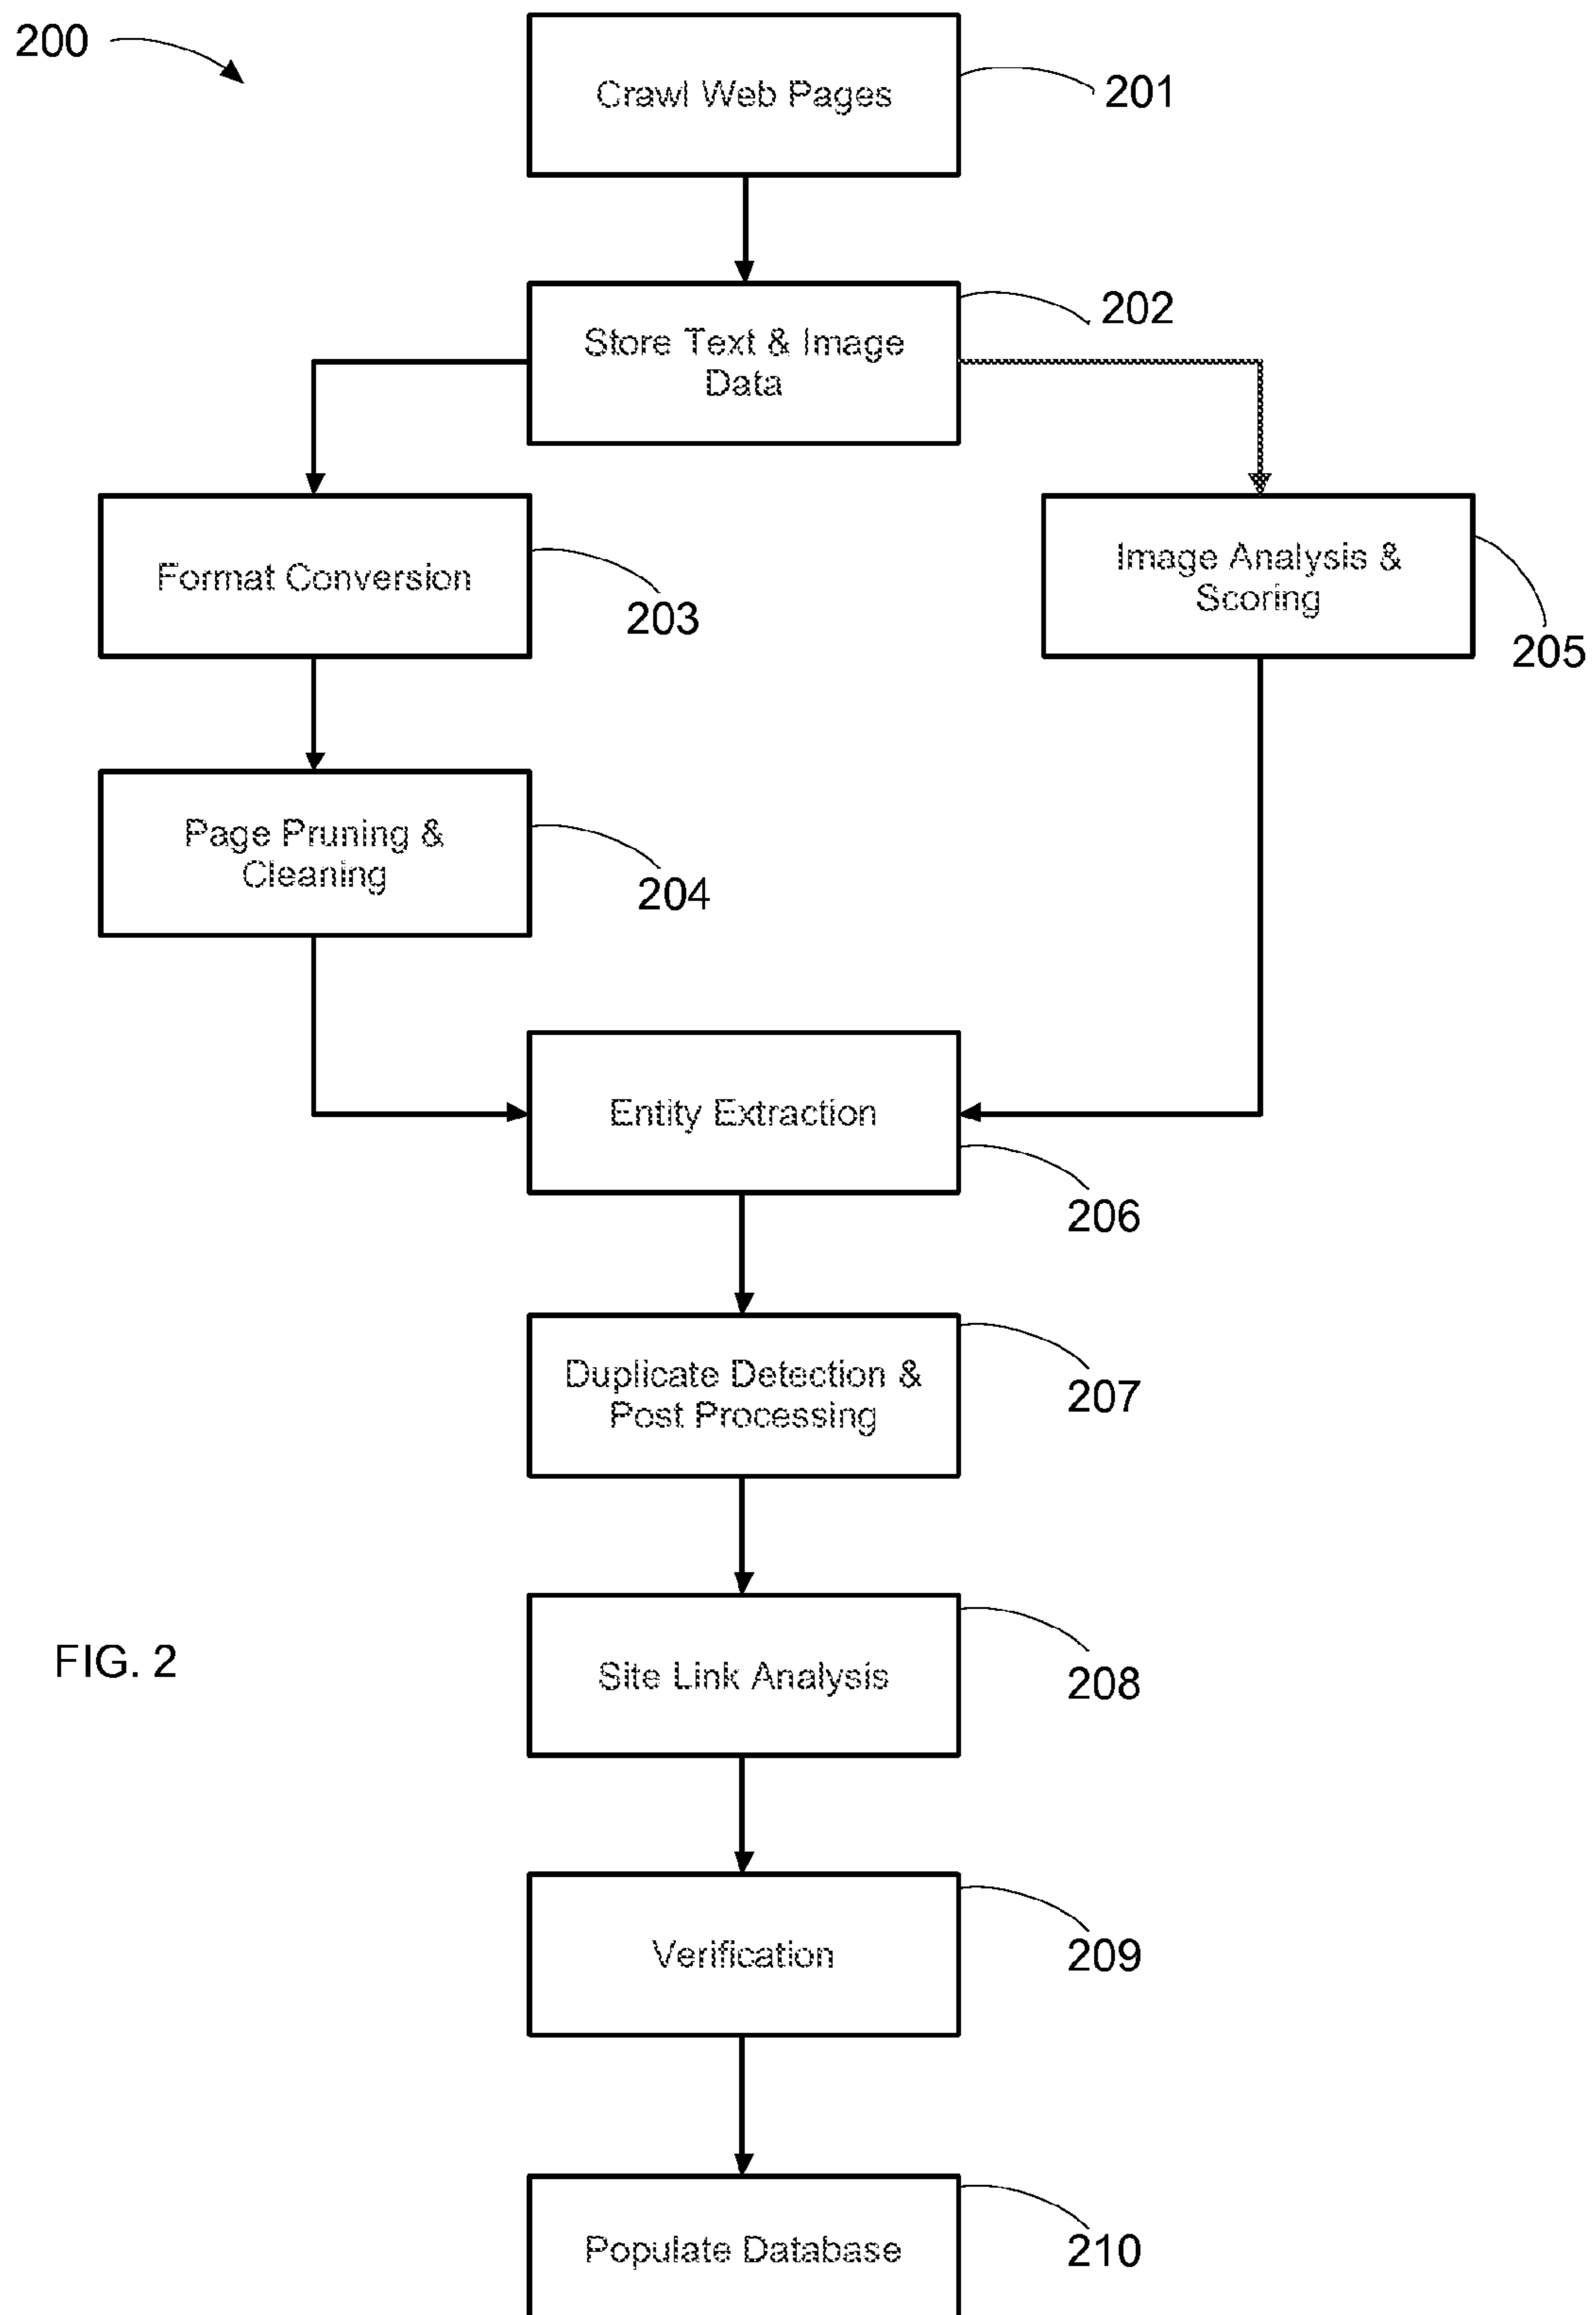 200
Crawl Web Pages
201
Store Text & Image
Data
202
Format Conversion
203
Image Analysis &
Scoring
205
Page Pruning &
Cleaning
204
Entity Extraction
206
Duplicate Detection &
Post Processing
207
FIG. 2
Site Link Analysis
208
Verification
209
Populate Database
210